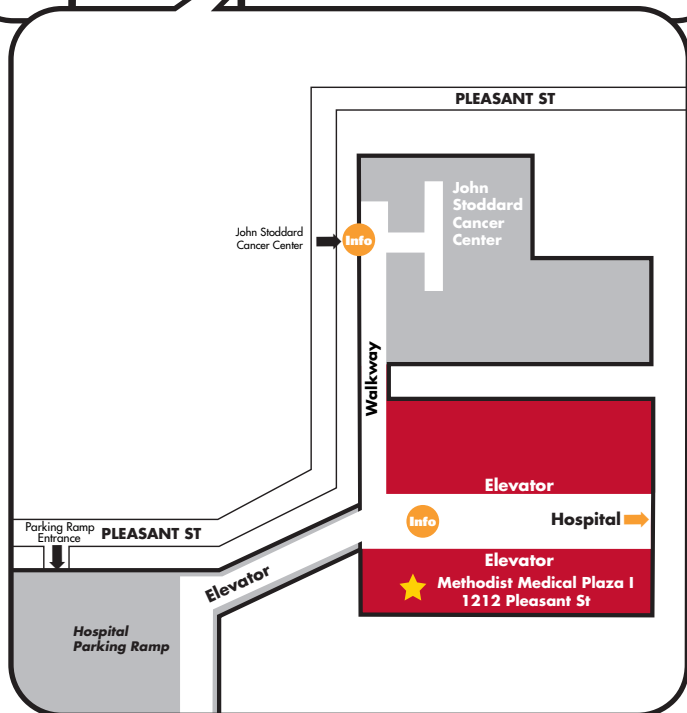 PLEASANT ST
John
Stoddard
Cancer
Center
John Stoddard
Cancer Center
Info
Walkway
Elevator
Info
Hospital
Parking Ramp
Entrance
PLEASANT ST
Elevator
Elevator
Methodist Medical Plaza I
1212 Pleasant St
Hospital
Parking Ramp